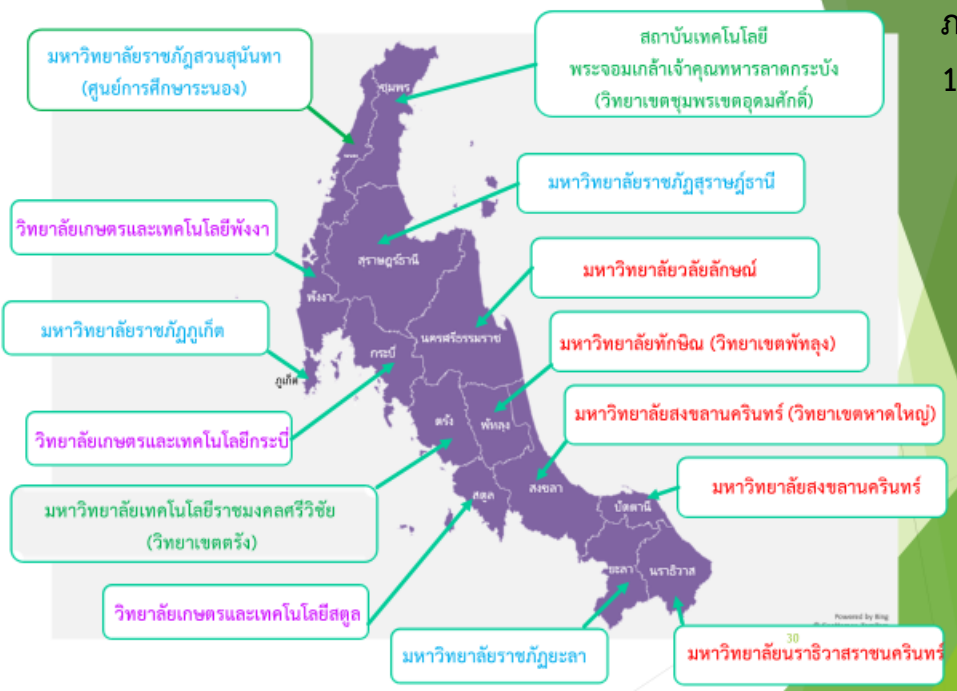 ภ
1
มหาวิทยาลัยราชภัฎสวนสุนันทา
(ศูนย์การศึกษาระนอง)
สถาบันเทคโนโลยี
พระจอมเกล้าเจ้าคุณทหารลาดกระบัง
(วิทยาเขตชุมพรเขตอุดมศักดิ์)
ชุมพร
มหาวิทยาลัยราชภัฏสุราษฎ์ธานี
วิทยาลัยเกษตรและเทคโนโลยีพังงา
สุราษฎร์ธานี
มหาวิทยาลัยวลัยลักษณ์
พังงา
มหาวิทยาลัยราชภัฏภูเก็ต
นครศรีธรรมราช
มหาวิทยาลัยทักษิณ (วิทยาเขตพัทลุง)
กระบี่
ภูเก็ต
มหาวิทยาลัยสงขลานครินทร์ (วิทยาเขตหาดใหญ่)
ตรัง
พัทลุง
วิทยาลัยเกษตรและเทคโนโลยีกระบี่
มหาวิทยาลัยสงขลานครินทร์
สงขลา
สตูล
ปัตตานี
มหาวิทยาลัยเทคโนโลยีราชมงคลศรีวิชัย
(วิทยาเขตตรัง)
ยะลา
นราธิวาส
วิทยาลัยเกษตรและเทคโนโลยีสตูล
Powered by Bing
30
มหาวิทยาลัยราชภัฏยะลา
มหาวิทยาลัยนราธิวาสราชนครินทร์